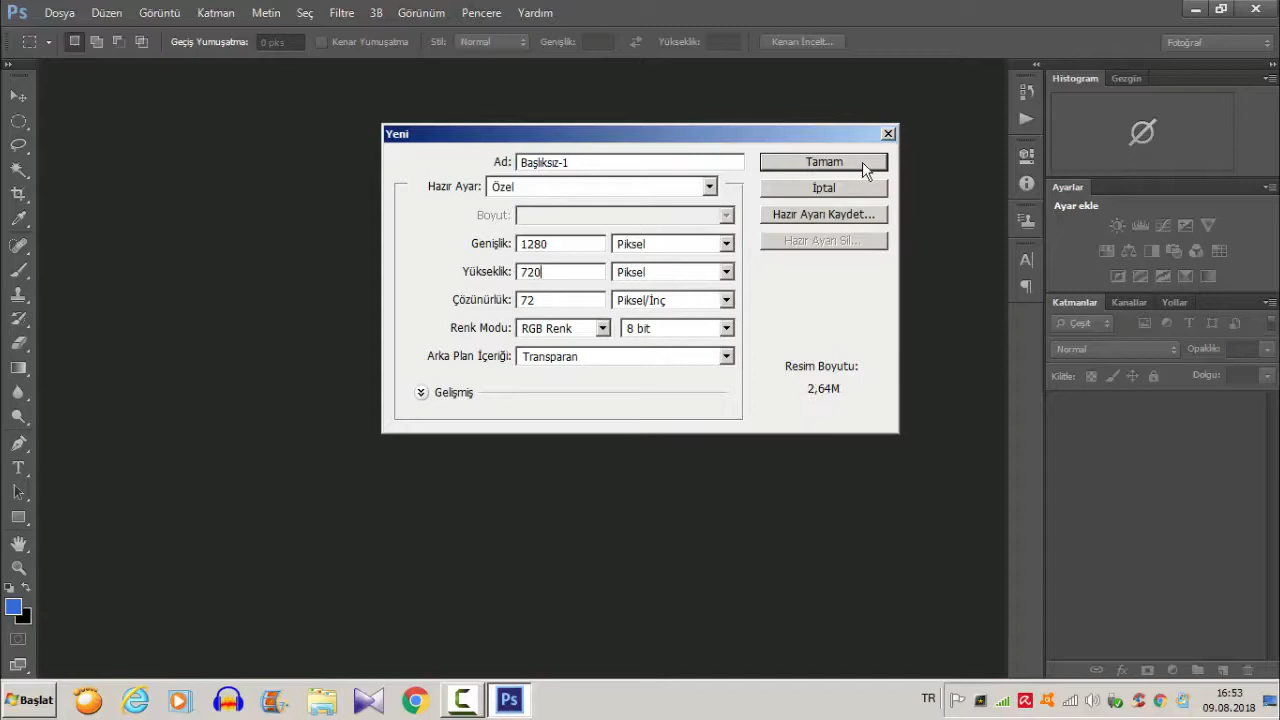 Ps Dosya Düzen Görüntü Katman Metin Seç Filtre 3B Görünüm Pencere Yardım
Geçiş Yumuşatma: 0 pks Kenar Yumuşatma Stil: Normal Genişlik: Yükseklik: Kenarı İncelt... Fotoğraf
Histogram Gezgin
Yeni
Ad: Başlıksız-1 Tamam
Hazır Ayar: Özel İptal
Boyut: Hazır Ayarı Kaydet...
Genişlik: 1280 Piksel Hazır Ayarı Sil...
Yükseklik: 720 Piksel
Çözünürlük: 72 Piksel/İnç
Renk Modu: RGB Renk 8 bit
Arka Plan İçeriği: Transparan
Resim Boyutu:
2,64M
Gelişmiş
Ayarlar
Ayar ekle
Katmanlar Kanallar Yollar
Çeşit
Normal Opaklık:
Kilitle: Dolgu:
Başlat Ps TR 16:53
09.08.2018